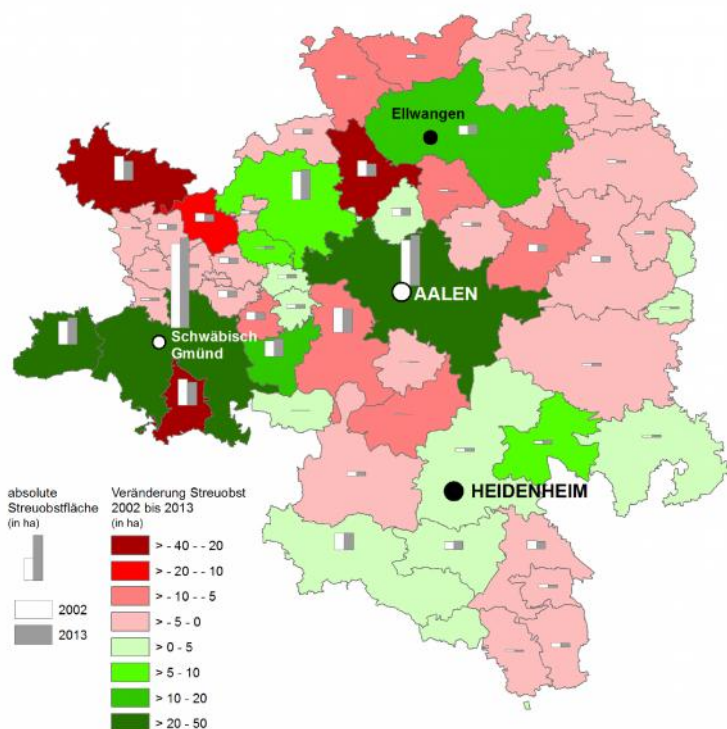 Ellwangen
AALEN
Schwäbisch
Gmünd
HEIDENHEIM
absolute
Streuobstfläche
(in ha)
2002
2013
Veränderung Streuobst
2002 bis 2013
(in ha)
> - 40 - - 20
> - 20 - - 10
> - 10 - - 5
> - 5 - 0
> 0 - 5
> 5 - 10
> 10 - 20
> 20 - 50